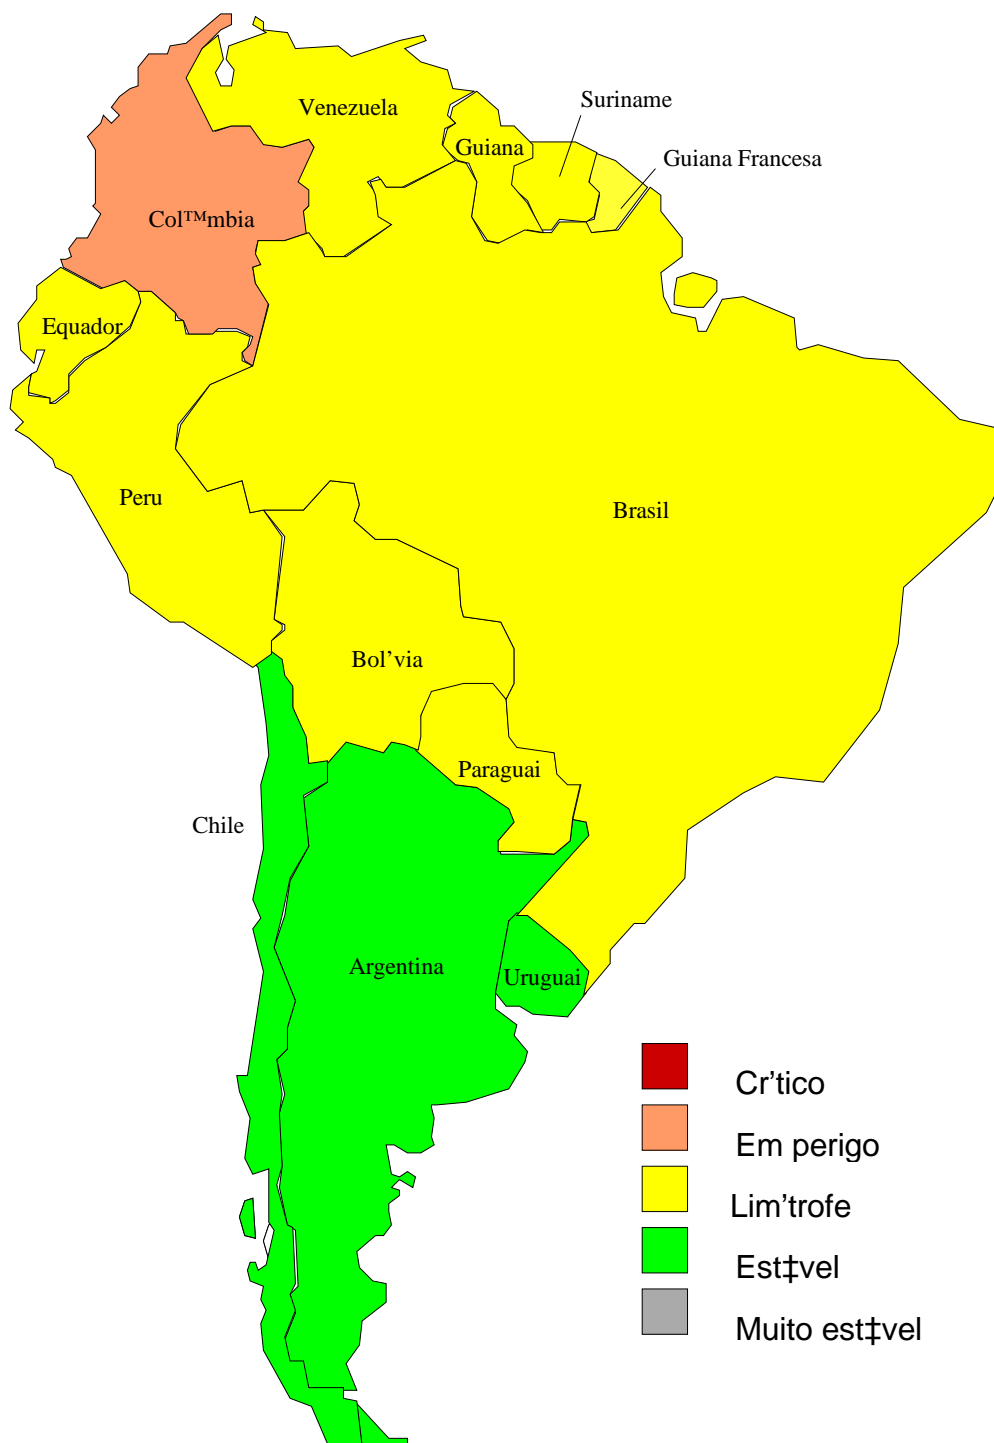 Suriname
Venezuela
Guiana
Guiana Francesa
Col™mbia
Equador
Peru
Brasil
Bol’via
Paraguai
Chile
Argentina
Uruguai
Cr’tico
Em perigo
Lim’trofe
Est‡vel
Muito est‡vel